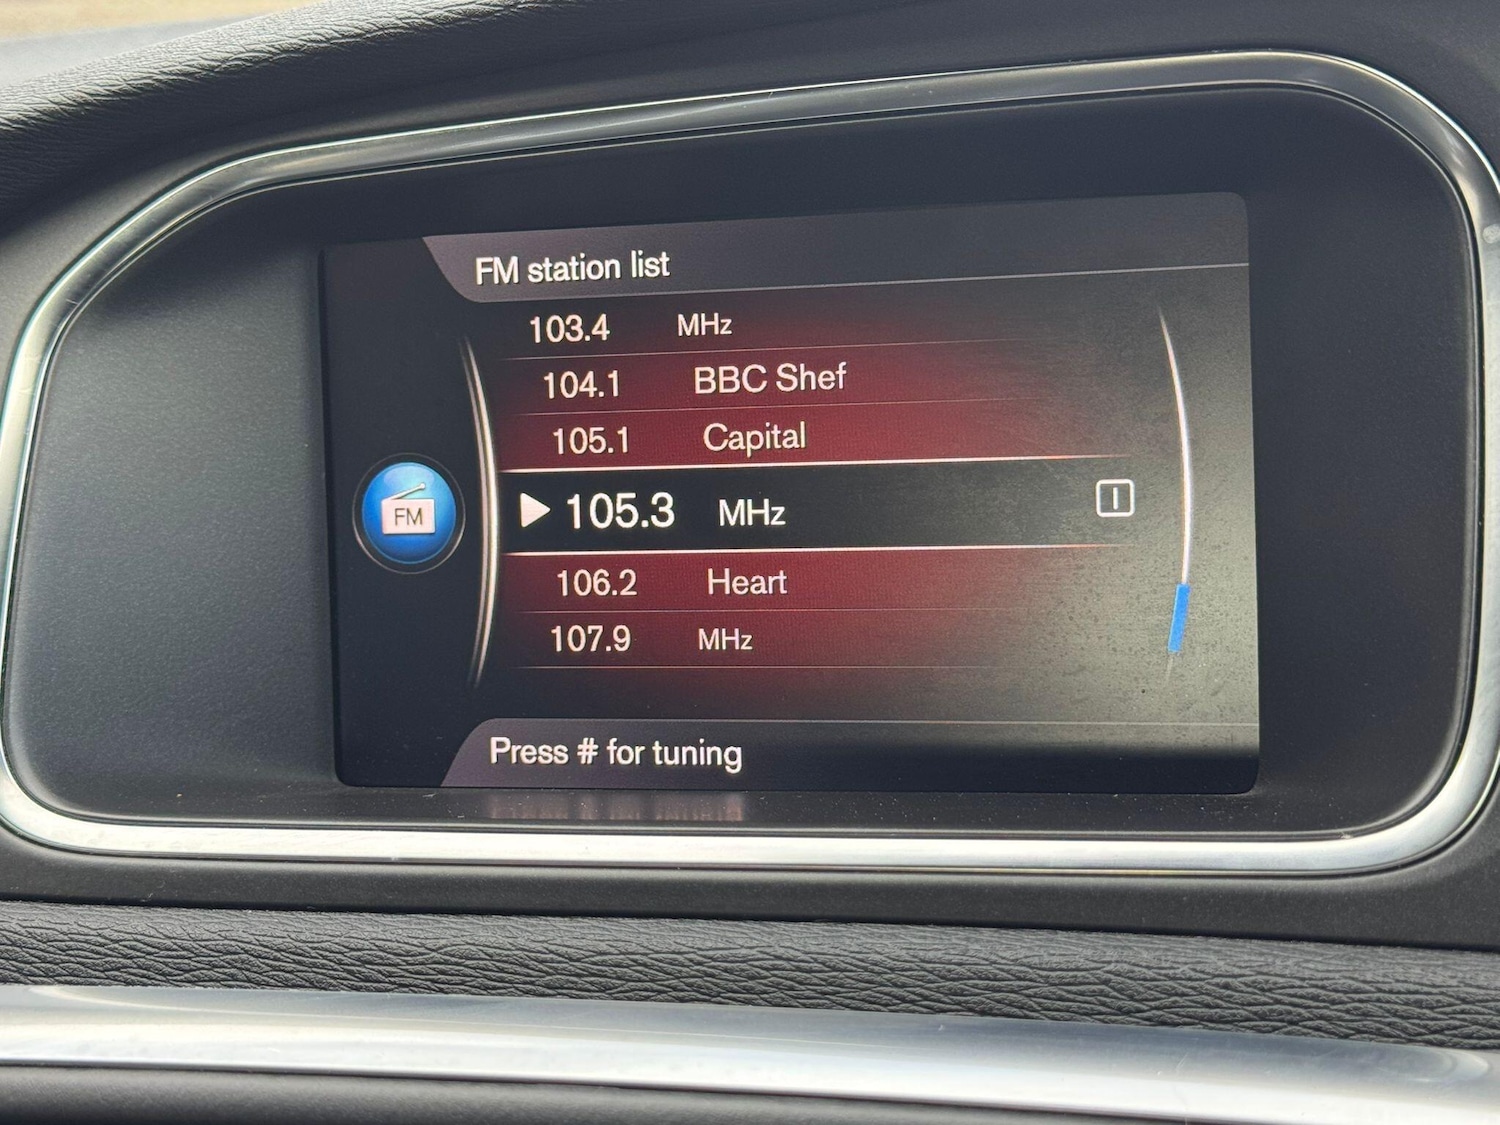 FM station list
103.4 MHz
104.1 BBC Shef
105.1 Capital
FM
105.3 MHz
106.2 Heart
107.9 MHz
Press # for tuning